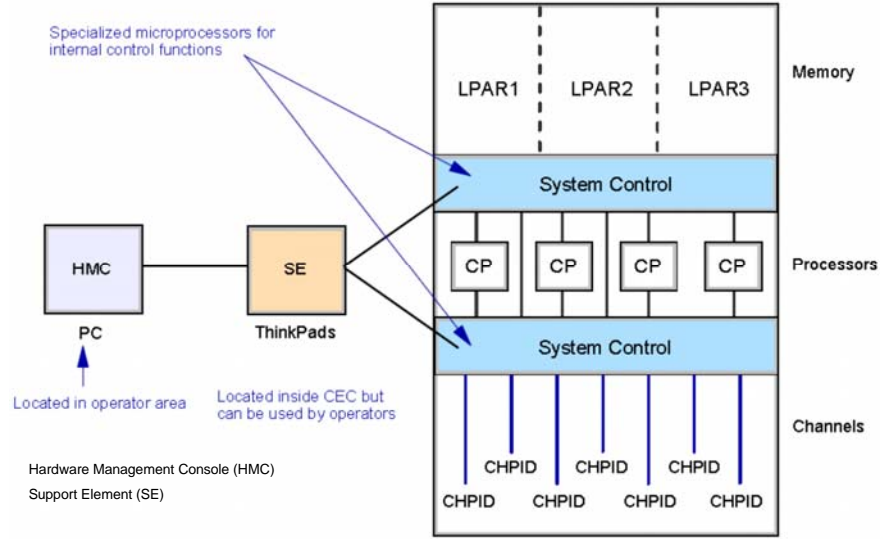 Specialized microprocessors for
internal control functions
LPAR1 LPAR2 LPAR3
Memory
System Control
HMC
SE
CP CP CP CP
Processors
PC
ThinkPads
System Control
Located in operator area
Located inside CEC but
can be used by operators
Channels
Hardware Management Console (HMC)
Support Element (SE)
CHPID CHPID CHPID
CHPID CHPID CHPID CHPID